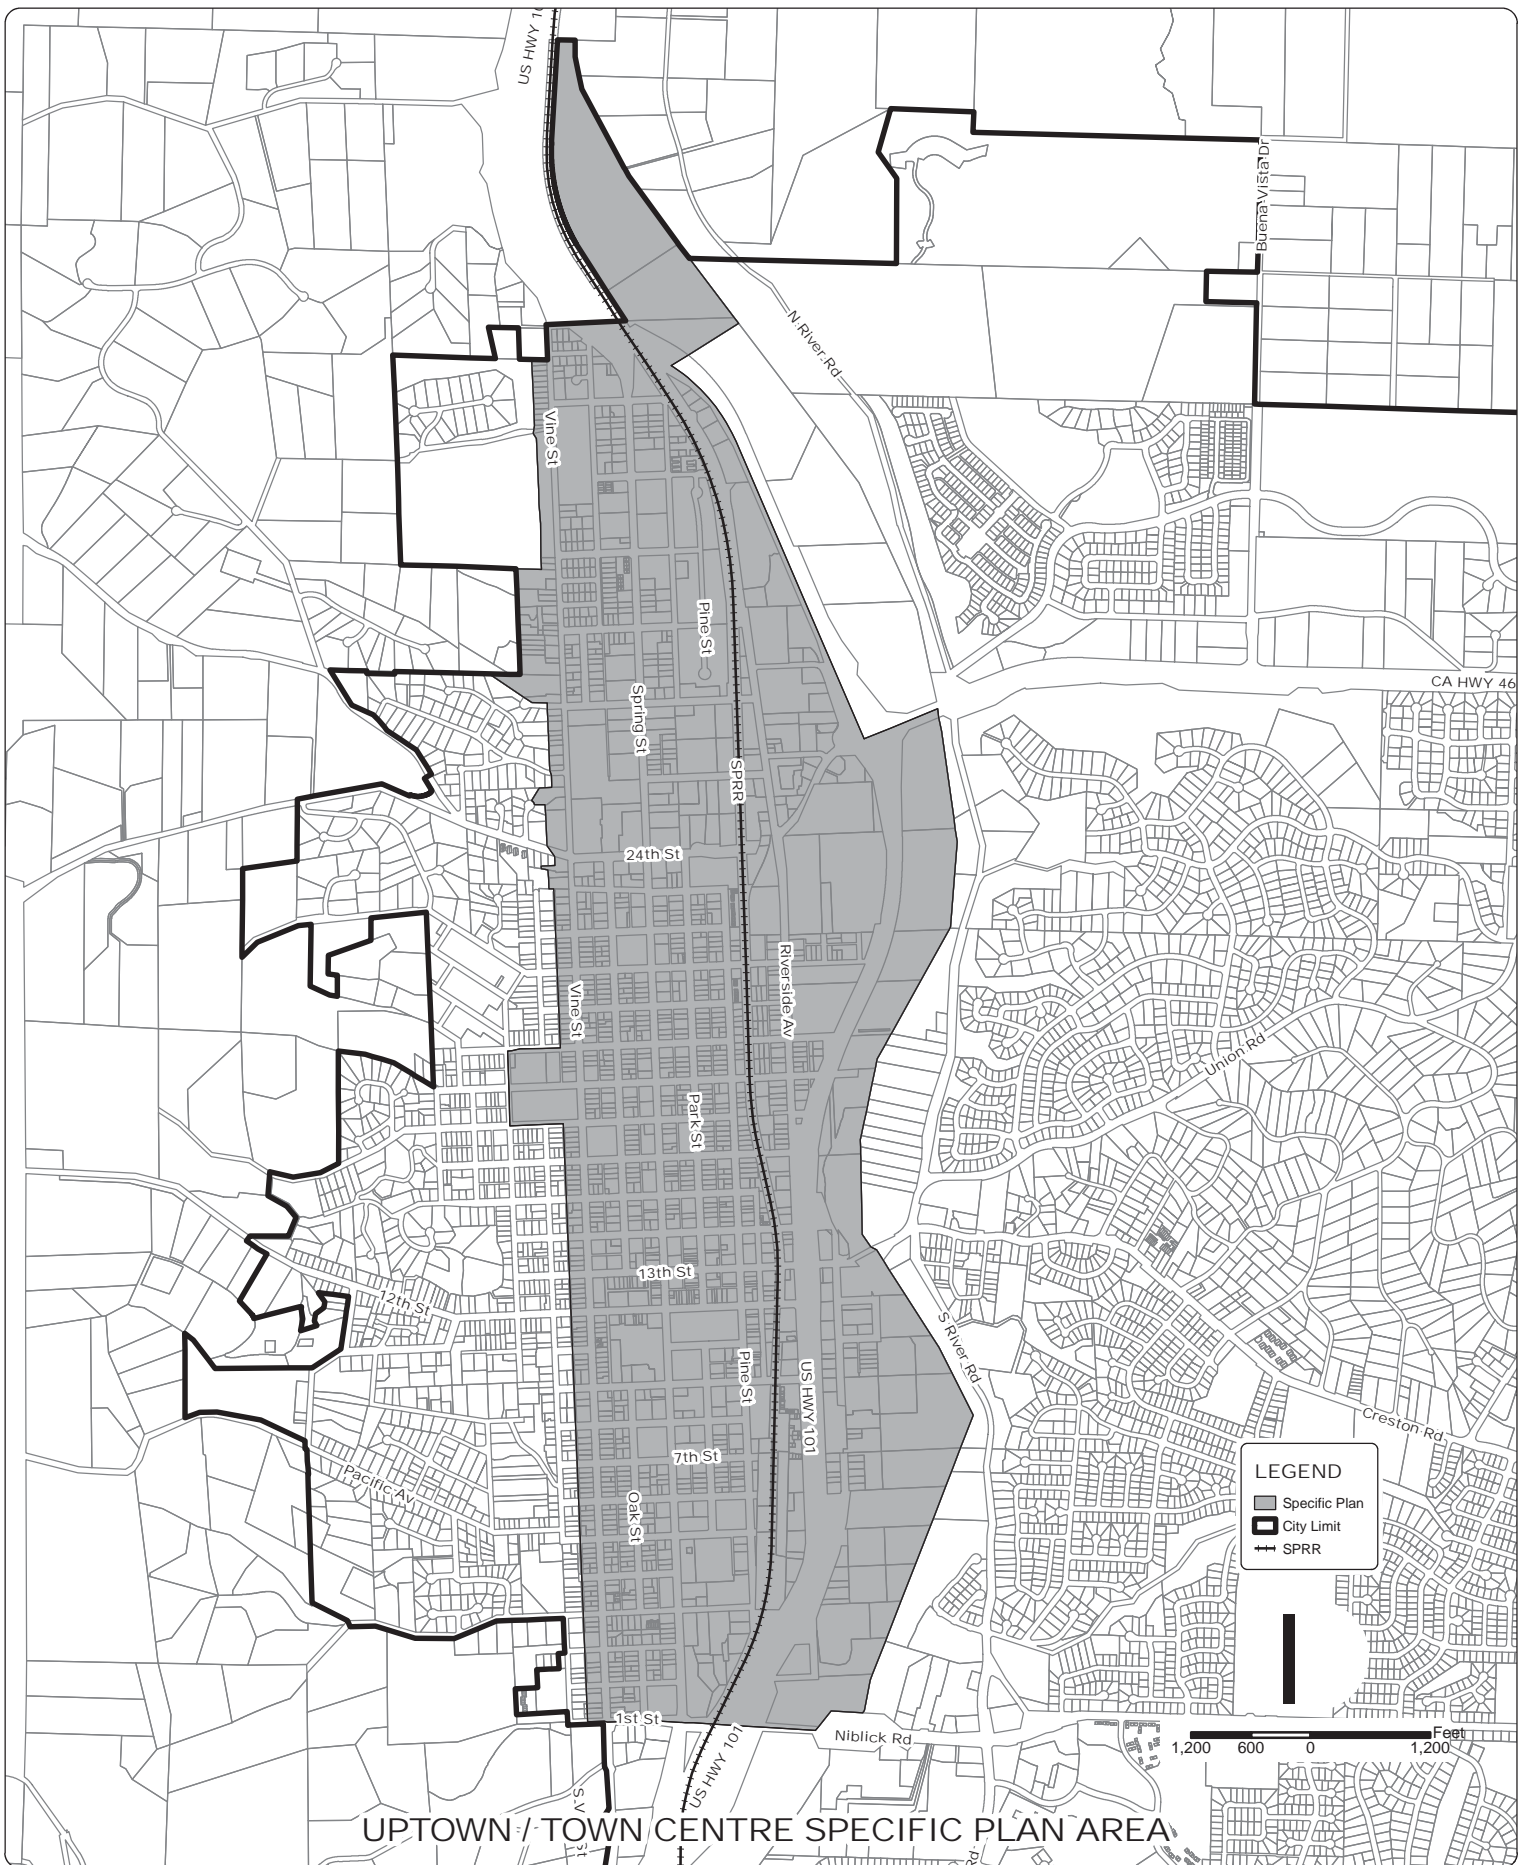 US HWY 10
Buena Vista Dr
N River Rd
Vine St
Pine St
CA HWY 46
Spring St
SPRR
24th St
Riverside Av
Vine St
Union Rd
Park St
13th St
12th St
S River Rd
Pine St
US HWY 101
Creston Rd
7th St
Pacific Av
Oak St
LEGEND
Specific Plan
City Limit
SPRR
1st St
Niblick Rd
US HWY 101
Feet
1,200 600 0 1,200
S V
St
Rd
UPTOWN / TOWN CENTRE SPECIFIC PLAN AREA